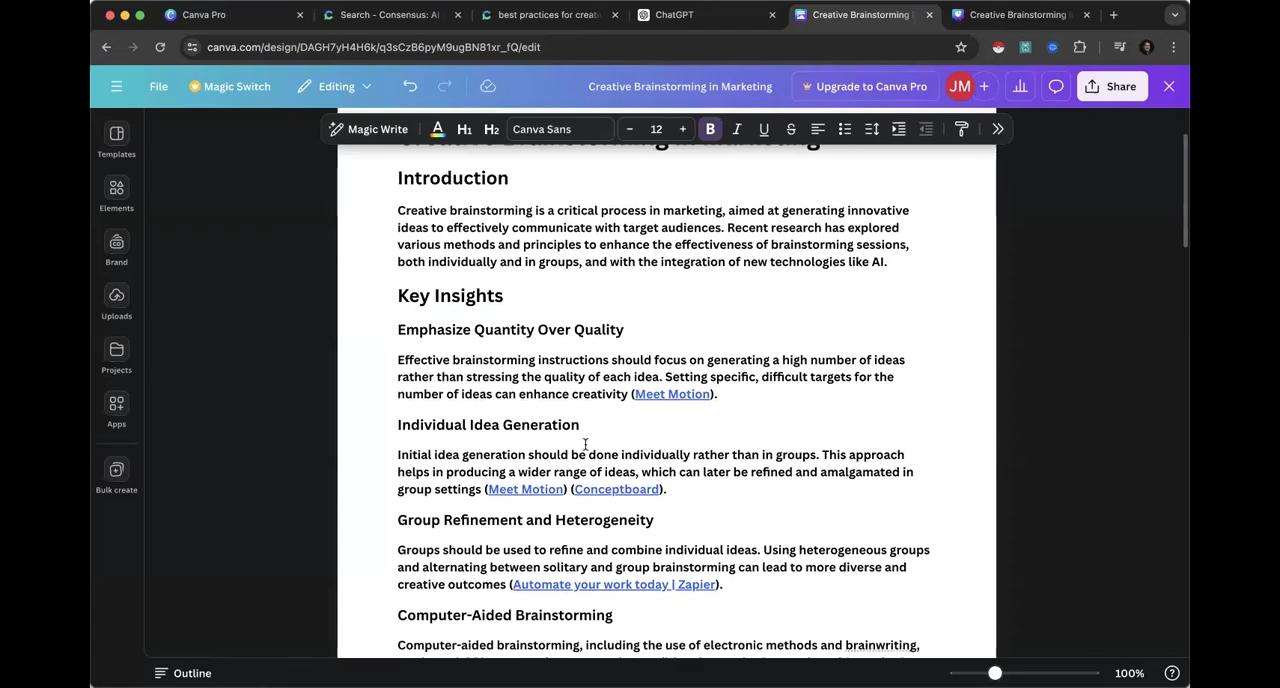 Canva Pro
Search - Consensus: AI
best practices for creati
ChatGPT
Creative Brainstorming i
Creative Brainstorming i
canva.com/design/DAGH7yH4H6k/q3sCzB6pyM9ugBN81xr_fQ/edit
File
Magic Switch
Editing
Creative Brainstorming in Marketing
Upgrade to Canva Pro
JM
Share
Magic Write
A
H1
H2
Canva Sans
– 12 +
B
I
U
S
Templates
Elements
Brand
Uploads
Projects
Apps
Bulk create
Creative Brainstorming in Marketing
Introduction
Creative brainstorming is a critical process in marketing, aimed at generating innovative
ideas to effectively communicate with target audiences. Recent research has explored
various methods and principles to enhance the effectiveness of brainstorming sessions,
both individually and in groups, and with the integration of new technologies like AI.
Key Insights
Emphasize Quantity Over Quality
Effective brainstorming instructions should focus on generating a high number of ideas
rather than stressing the quality of each idea. Setting specific, difficult targets for the
number of ideas can enhance creativity (Meet Motion).
Individual Idea Generation
Initial idea generation should be done individually rather than in groups. This approach
helps in producing a wider range of ideas, which can later be refined and amalgamated in
group settings (Meet Motion) (Conceptboard).
Group Refinement and Heterogeneity
Groups should be used to refine and combine individual ideas. Using heterogeneous groups
and alternating between solitary and group brainstorming can lead to more diverse and
creative outcomes (Automate your work today | Zapier).
Computer-Aided Brainstorming
Computer-aided brainstorming, including the use of electronic methods and brainwriting,
Outline
100%